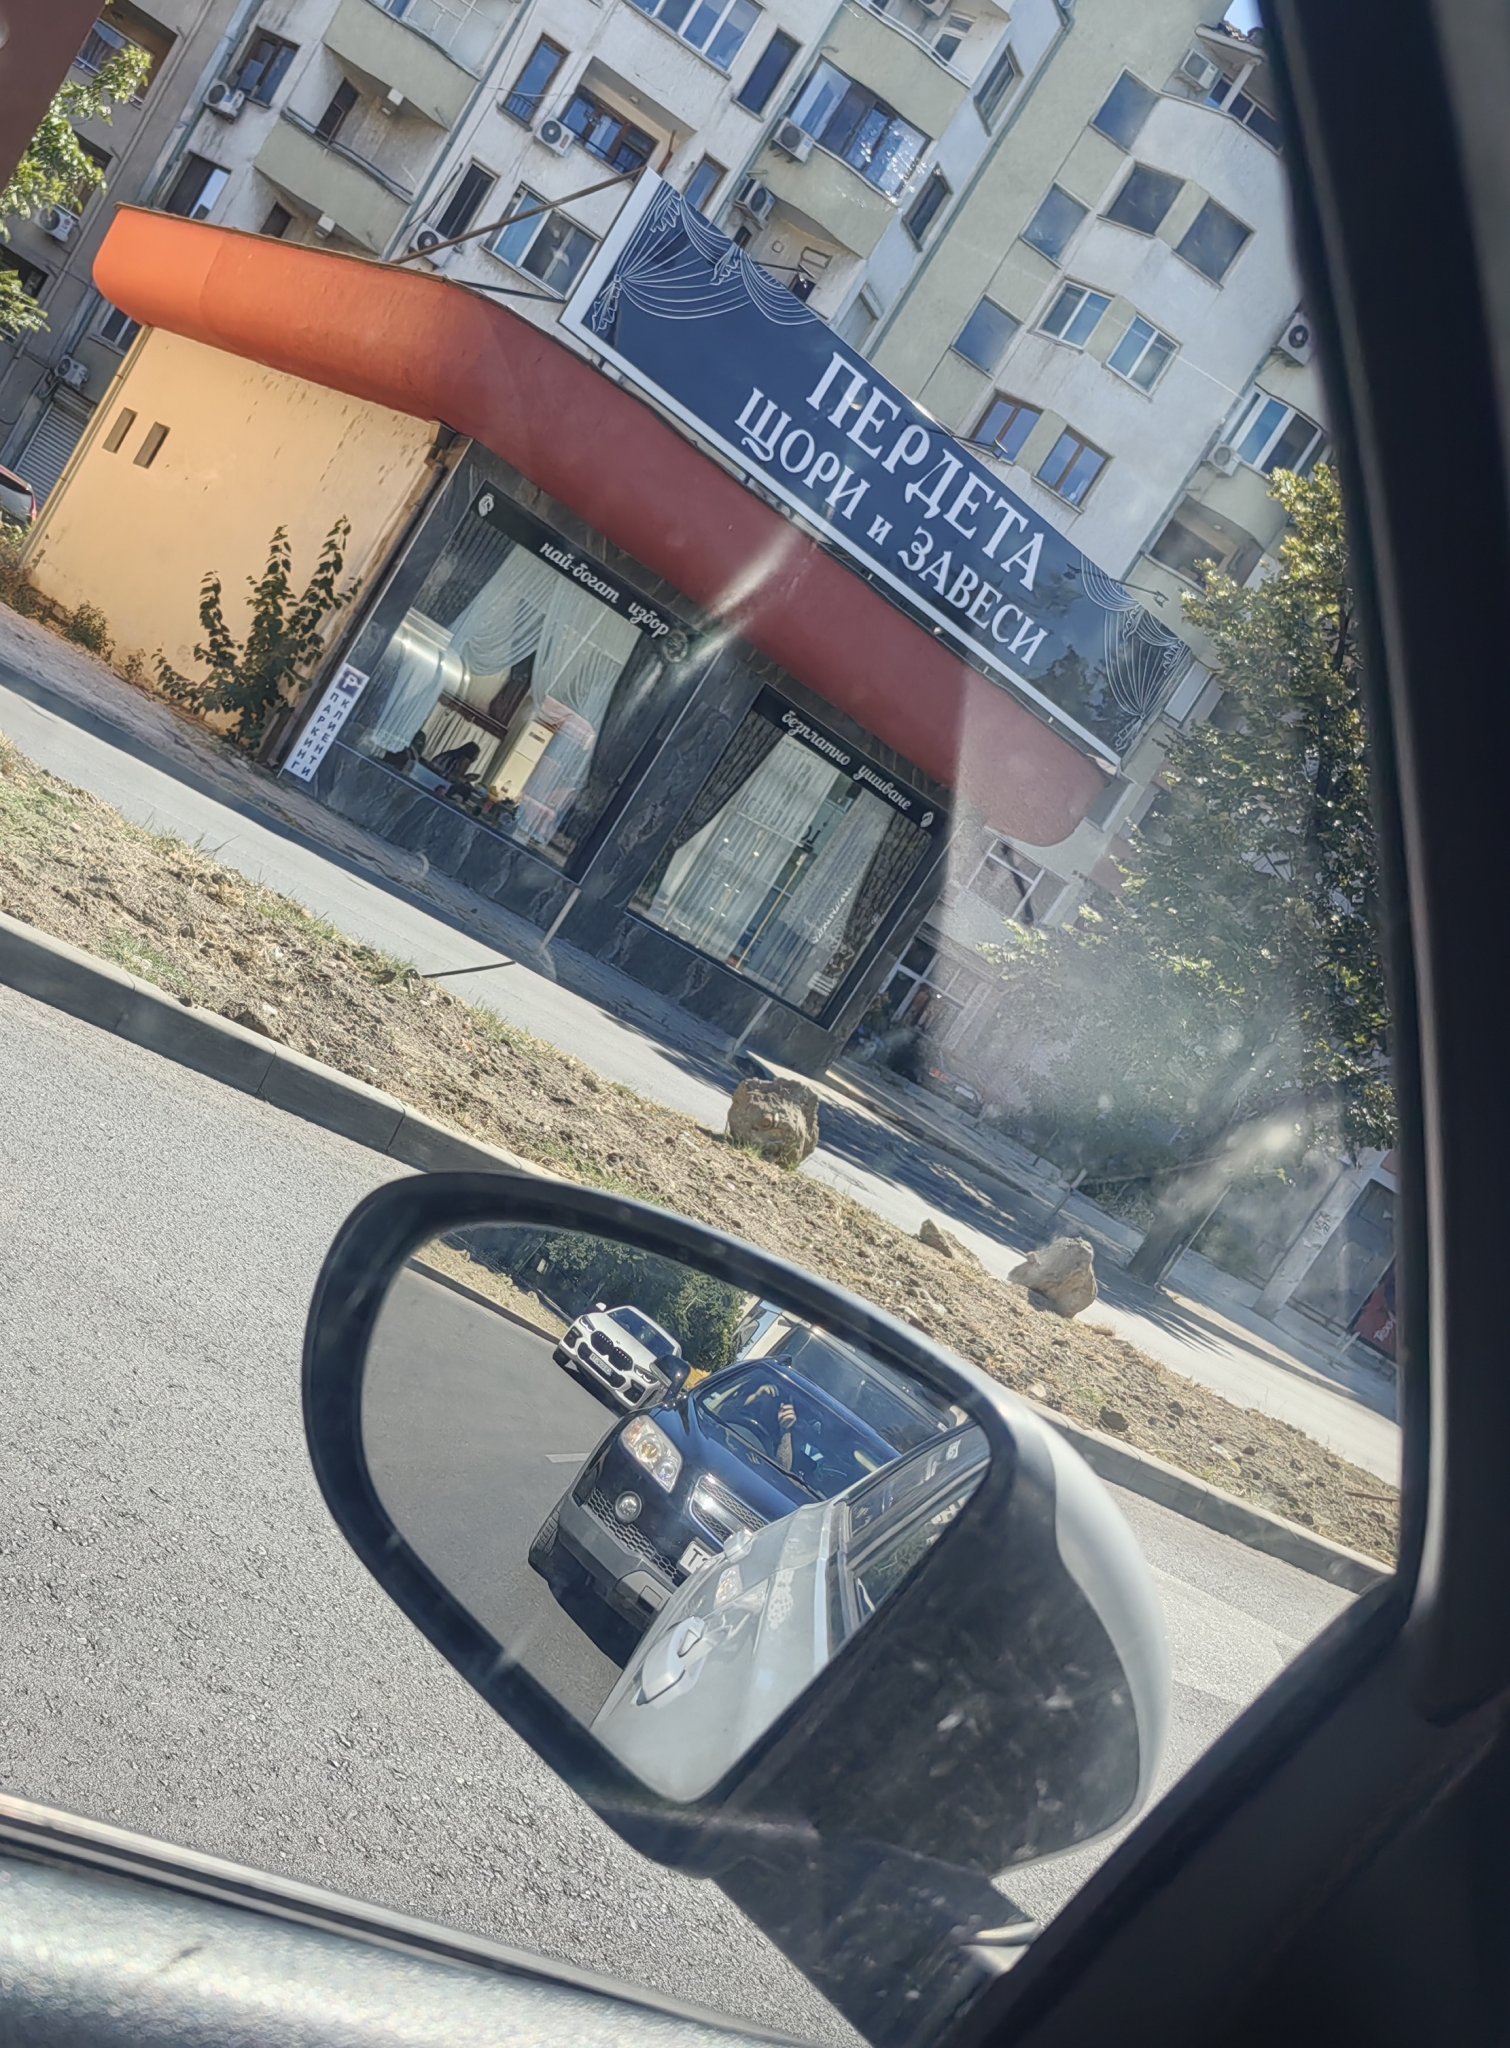 ПЕРДЕТА
ЩОРИ и ЗАВЕСИ
най-богат избор
безплатно ушиване
P
ПАРКИНГ
КЛИЕНТИ